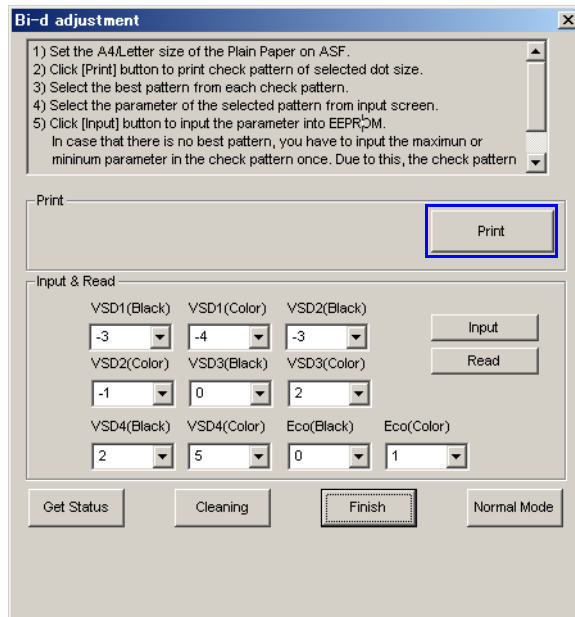 Bi-d adjustment
1) Set the A4/Letter size of the Plain Paper on ASF.
2) Click [Print] button to print check pattern of selected dot size.
3) Select the best pattern from each check pattern.
4) Select the parameter of the selected pattern from input screen.
5) Click [Input] button to input the parameter into EEPROM.
In case that there is no best pattern, you have to input the maximun or
mininum parameter in the check pattern once. Due to this, the check pattern
Print
Print
Input & Read
VSD1(Black) VSD1(Color) VSD2(Black)
-3 -4 -3
Input
VSD2(Color) VSD3(Black) VSD3(Color)
Read
-1 0 2
VSD4(Black) VSD4(Color) Eco(Black) Eco(Color)
2 5 0 1
Get Status Cleaning Finish Normal Mode